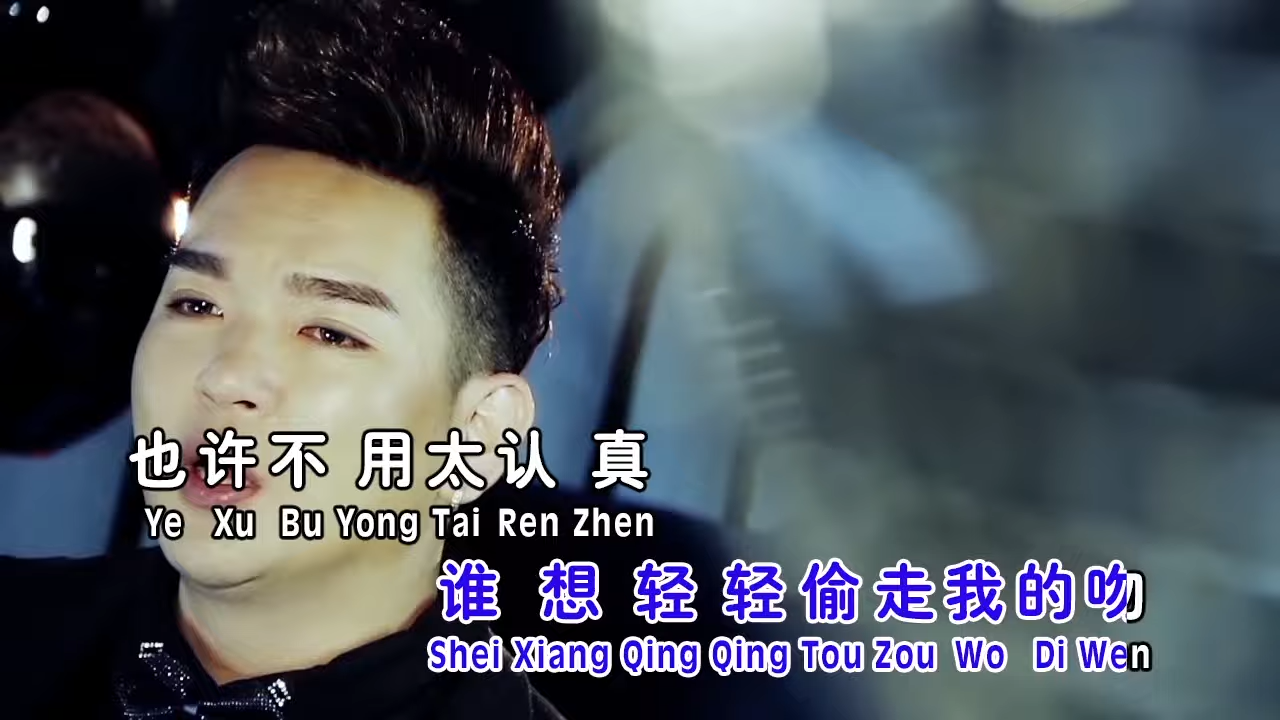 也许不 用太认 真
Ye Xu Bu Yong Tai Ren Zhen
谁 想 轻 轻偷走我的吻
Shei Xiang Qing Qing Tou Zou Wo Di Wen